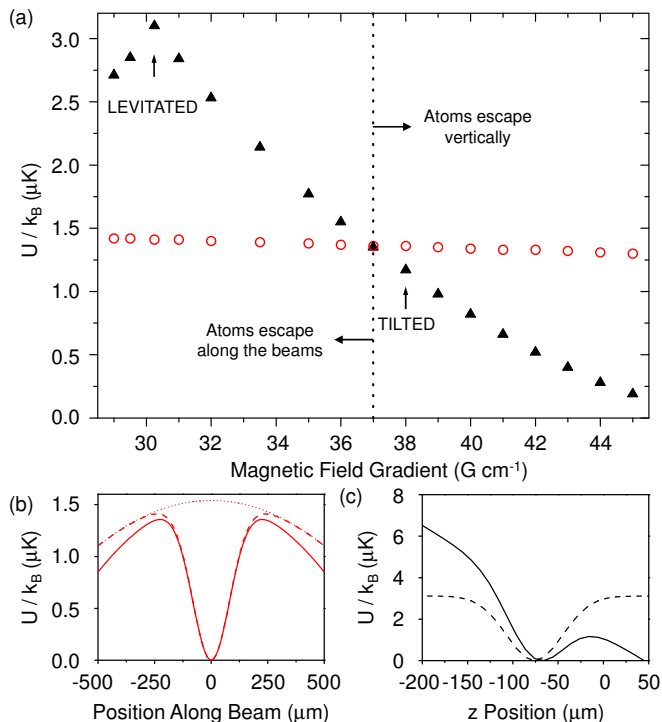 (a)
3.0
2.5
2.0
1.5
1.0
0.5
0.0
U / k_B (μK)
LEVITATED
Atoms escape
vertically
Atoms escape
along the beams
TILTED
30 32 34 36 38 40 42 44
Magnetic Field Gradient (G cm⁻¹)
(b)
1.5
1.0
0.5
0.0
U / k_B (μK)
-500 -250 0 250 500
Position Along Beam (μm)
(c)
8
6
4
2
0
U / k_B (μK)
-200 -150 -100 -50 0 50
z Position (μm)